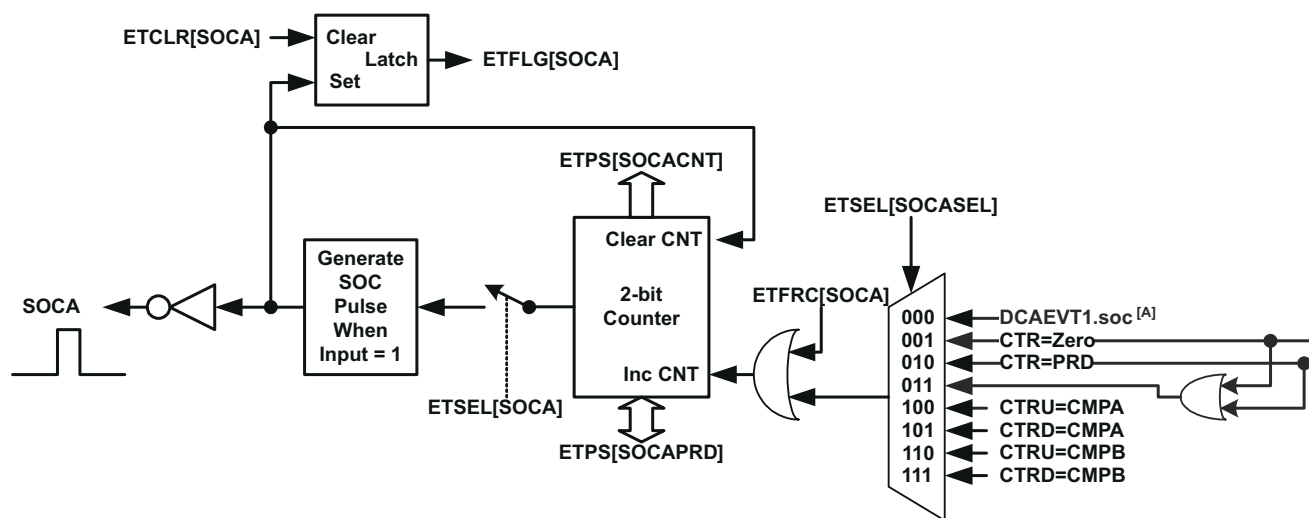 ETCLR[SOCA]
Clear
Latch
Set
ETFLG[SOCA]
ETPS[SOCACNT]
ETSEL[SOCASEL]
Clear CNT
2-bit
Counter
Inc CNT
Generate
SOC
Pulse
When
Input = 1
SOCA
ETSEL[SOCA]
ETPS[SOCAPRD]
ETFRC[SOCA]
000 DCAEVT1.soc [A]
001 CTR=Zero
010 CTR=PRD
011
100 CTRU=CMPA
101 CTRD=CMPA
110 CTRU=CMPB
111 CTRD=CMPB